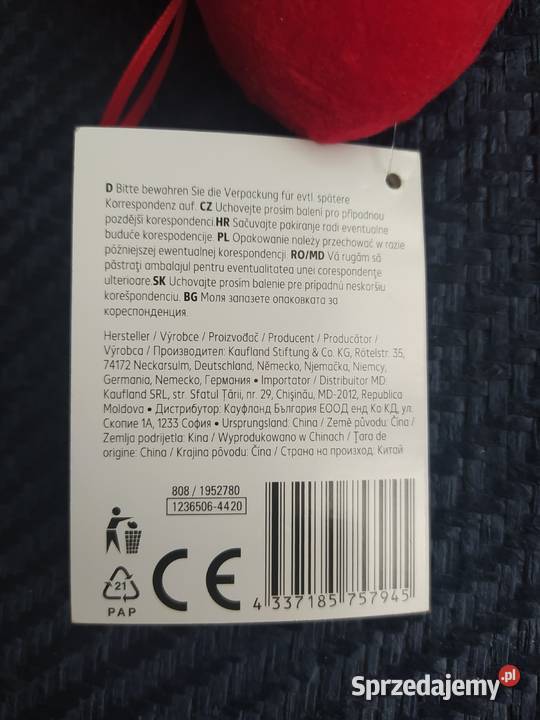 D Bitte bewahren Sie die Verpackung für evtl. spätere
Korrespondenz auf. CZ Uchovejte prosím balení pro případnou
pozdější korespondenci.HR Sačuvajte pakiranje radi eventualne
buduće korespodencije. PL Opakowanie należy przechować w razie
późniejszej ewentualnej korespondencji RO/MD Vă rugăm să
păstrați ambalajul pentru eventualitatea unei corespondențe
ulterioare.SK Uchovajte prosím balenie pre prípadnú neskoršiu
korešpondenciu. BG Моля запазете опаковката за
кореспонденция.
Hersteller / Výrobce / Proizvođač / Producent / Producător /
Výrobca / Производител: Kaufland Stiftung & Co. KG, Rötelstr. 35,
74172 Neckarsulm, Deutschland, Německo, Njemačka, Niemcy,
Germania, Nemecko, Германия • Importator / Distribuitor MD:
Kaufland SRL, str. Sfatul Țării, nr. 29, Chișinău, MD-2012, Republica
Moldova • Дистрибутор: Кауфланд България ЕООД енд Ко КД, ул.
Скопие 1А, 1233 София • Ursprungsland: China / Země původu: Čína /
Zemlja podrijetla: Kina / Wyprodukowano w Chinach / Țara de
origine: China / Krajina pôvodu: Čína / Страна на произход: Китай
808 / 1952780
1236506-4420
21
PAP
CE
4 337185 757945
Sprzedajemy.pl